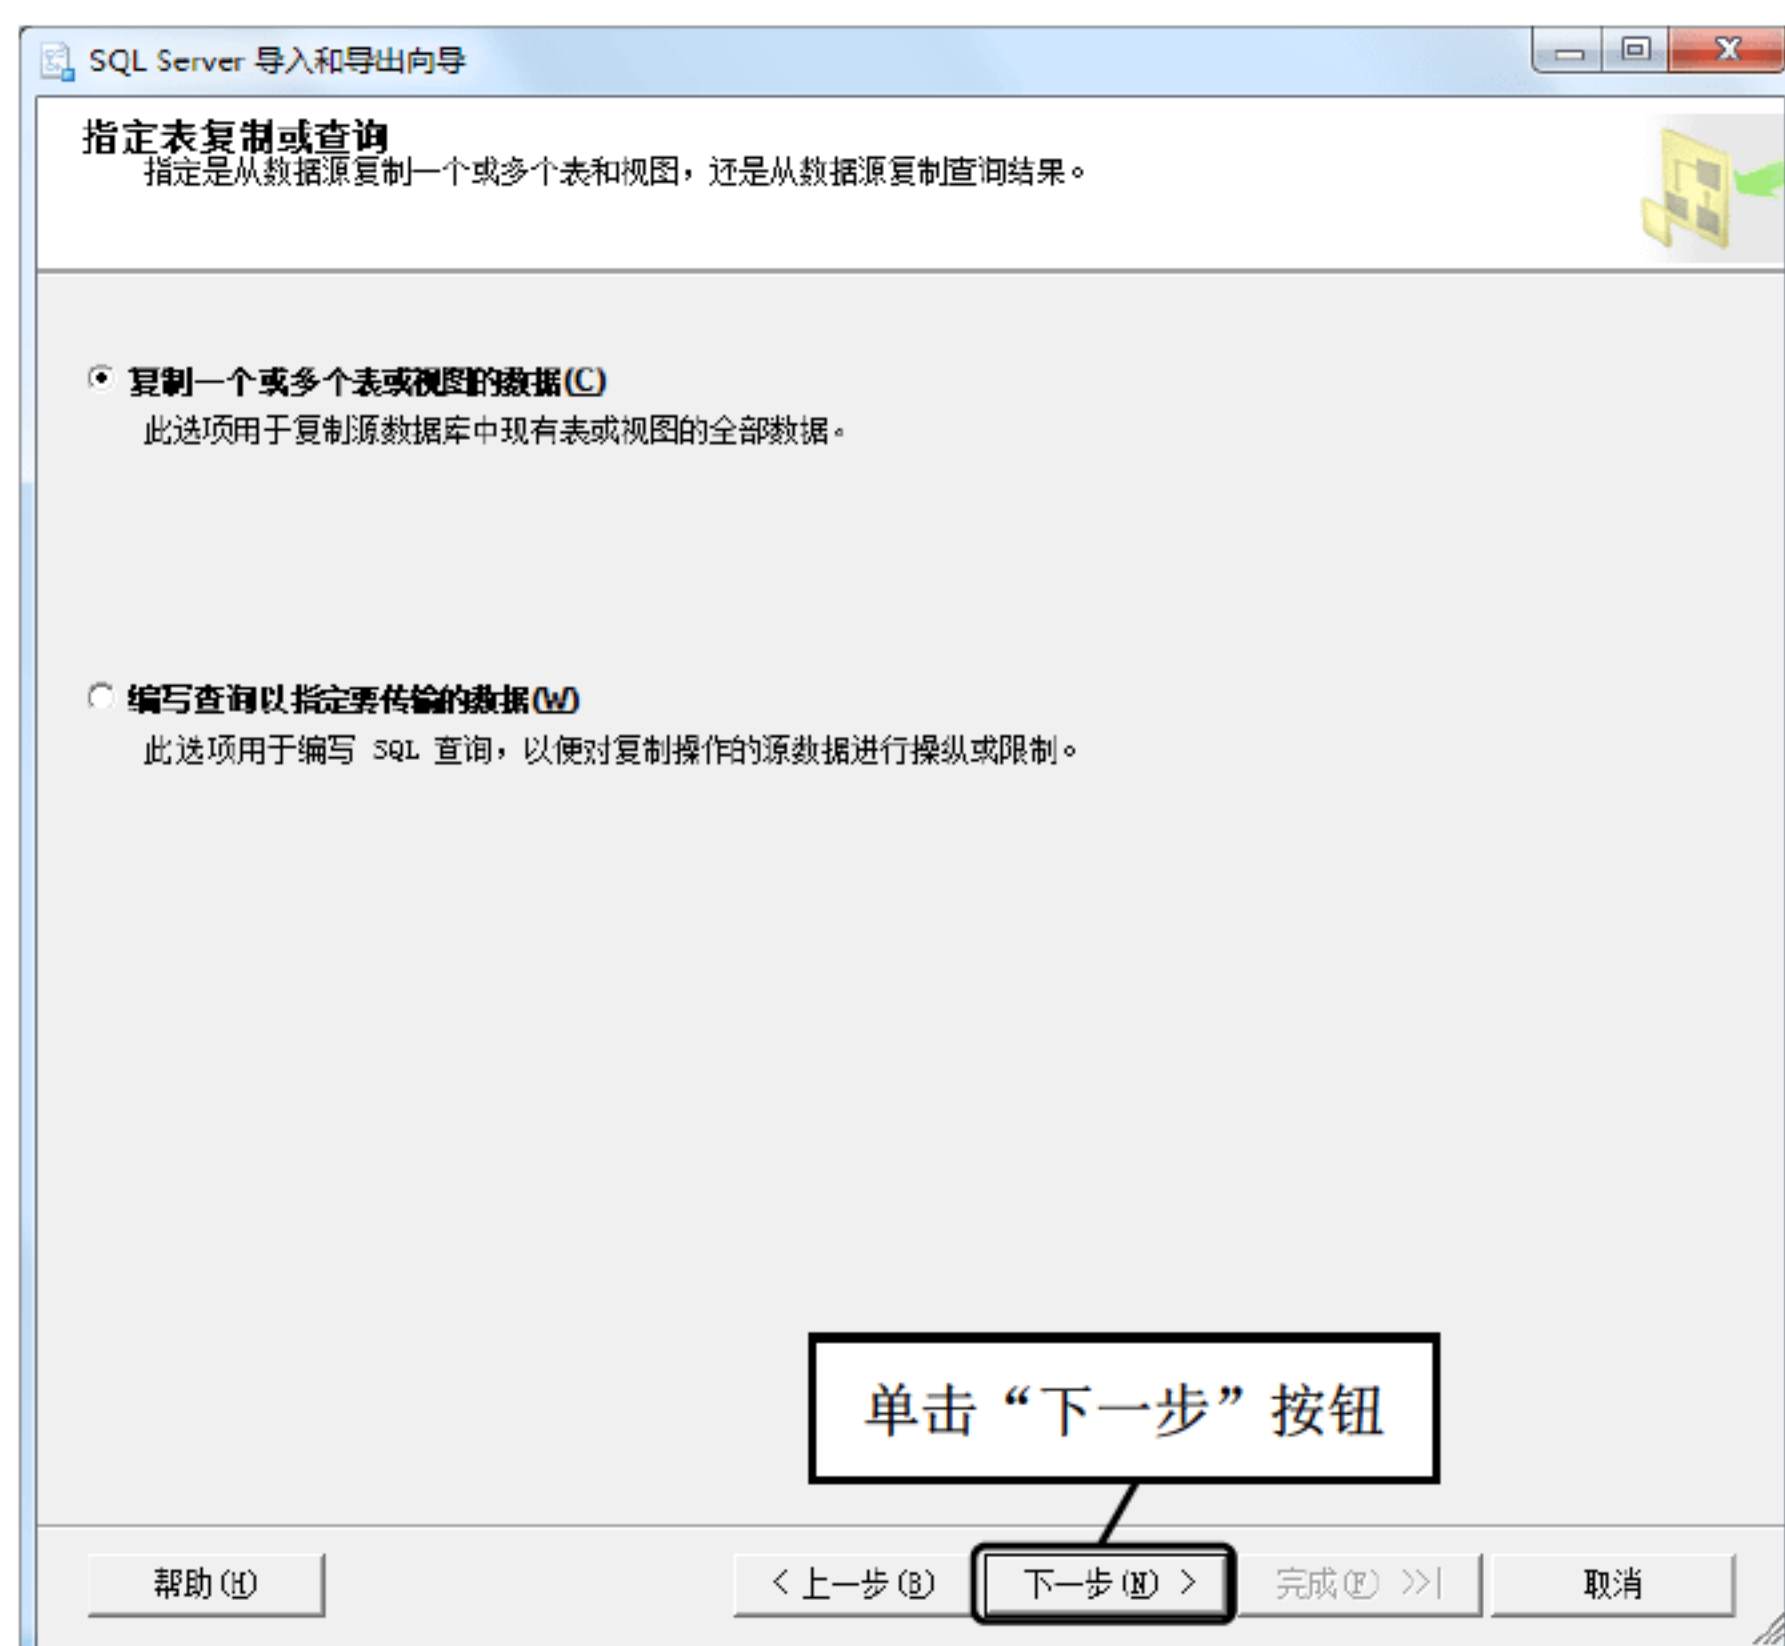 SQL Server 导入和导出向导
指定表复制或查询
指定是从数据源复制一个或多个表和视图，还是从数据源复制查询结果。
复制一个或多个表或视图的数据(C)
此选项用于复制源数据库中现有表或视图的全部数据。
编写查询以指定要传输的数据(W)
此选项用于编写 SQL 查询，以便对复制操作的源数据进行操纵或限制。
单击“下一步”按钮
帮助(H)
< 上一步(B)
下一步(N) >
完成(F) >>|
取消